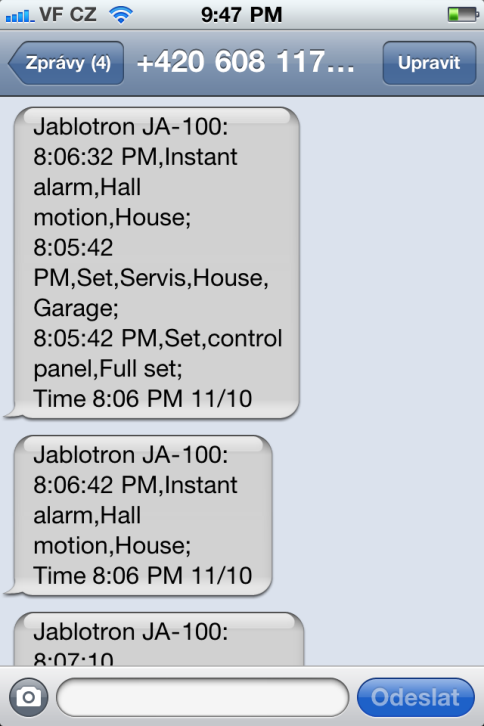 VF CZ 9:47 PM
Zprávy (4) +420 608 117... Upravit
Jablotron JA-100:
8:06:32 PM,Instant
alarm,Hall
motion,House;
8:05:42
PM,Set,Servis,House,
Garage;
8:05:42 PM,Set,control
panel,Full set;
Time 8:06 PM 11/10
Jablotron JA-100:
8:06:42 PM,Instant
alarm,Hall
motion,House;
Time 8:06 PM 11/10
Jablotron JA-100:
8:07:10
Odeslat